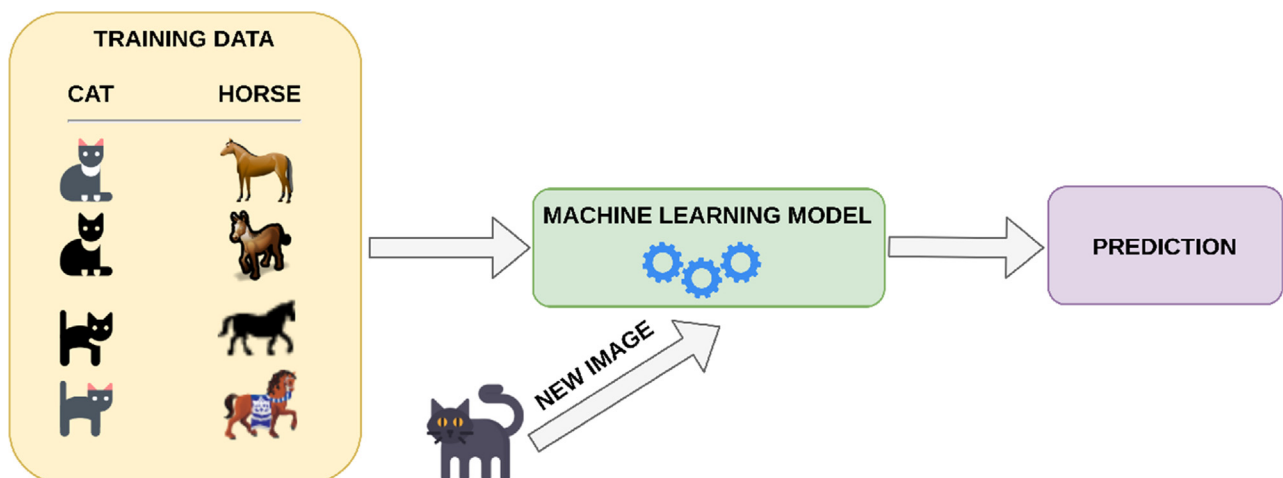 TRAINING DATA
CAT
HORSE
MACHINE LEARNING MODEL
NEW IMAGE
PREDICTION